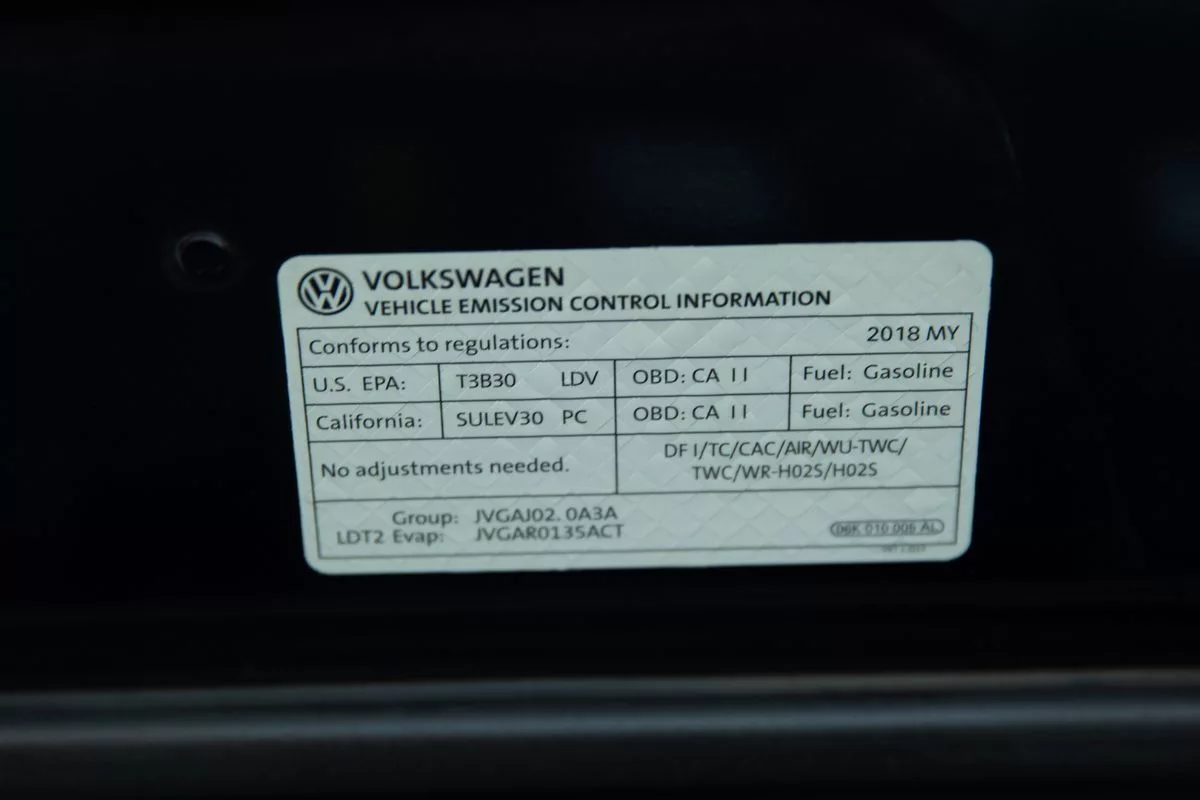 VOLKSWAGEN
VEHICLE EMISSION CONTROL INFORMATION
Conforms to regulations: 2018 MY
U.S. EPA: T3B30 LDV OBD: CA II Fuel: Gasoline
California: SULEV30 PC OBD: CA II Fuel: Gasoline
No adjustments needed. DFI/TC/CAC/AIR/WU-TWC/
TWC/WR-HO2S/HO2S
Group: JVGAJ02.0A3A
LDT2 Evap: JVGAR0135ACT
06K 010 006 AL